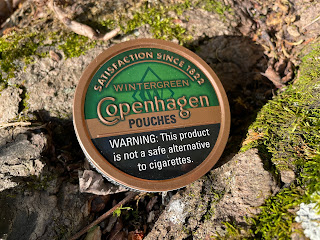 SATISFACTION SINCE 1822
WINTERGREEN
Copenhagen
POUCHES
WARNING: This product
is not a safe alternative
to cigarettes.